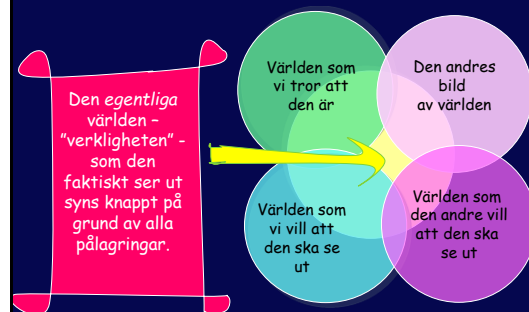 Den egentliga
världen –
"verkligheten" -
som den
faktiskt ser ut
syns knappt på
grund av alla
pålagringar.
Världen som
vi tror att
den är
Den andres
bild
av världen
Världen som
vi vill att
den ska se
ut
Världen som
den andre vill
att den ska
se ut